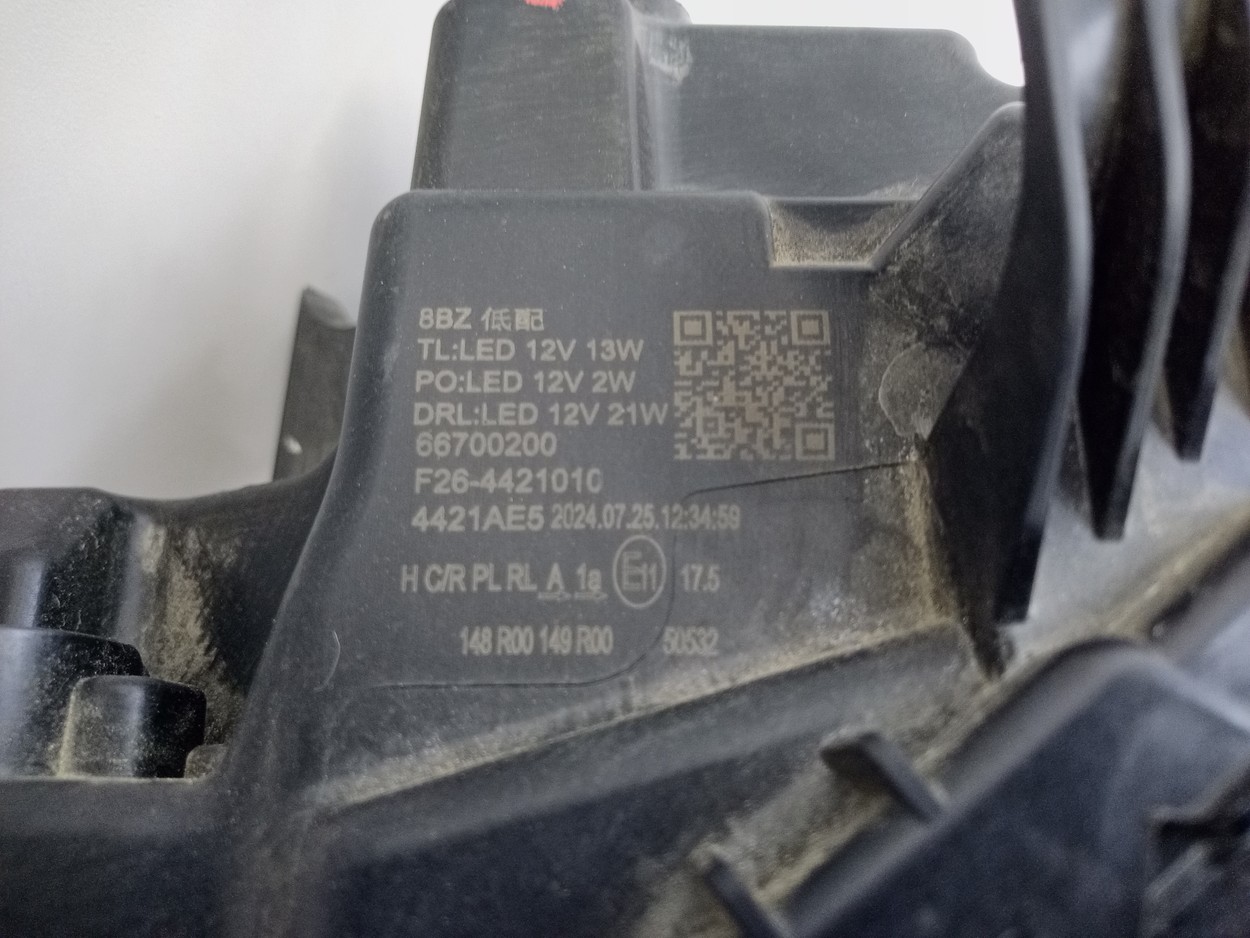 8BZ 低配
TL:LED 12V 13W
PO:LED 12V 2W
DRL:LED 12V 21W
66700200
F26-4421010
4421AE5 2024.07.25.12:34:59
H C/R PL RL A 1a E11 17.5
148 R00 149 R00 50532